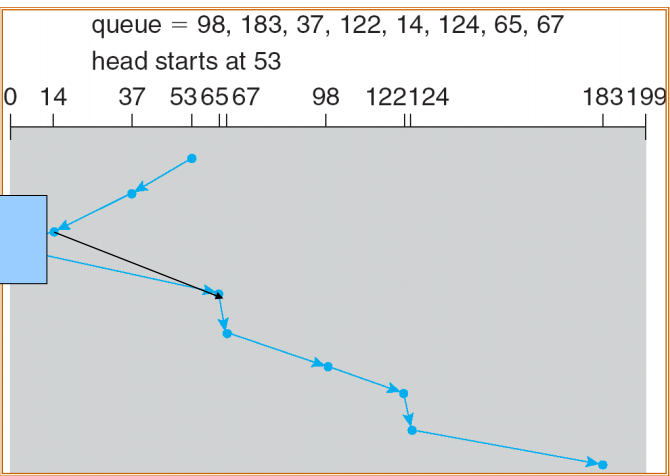 queue = 98, 183, 37, 122, 14, 124, 65, 67
head starts at 53
0 14 37 53 65 67 98 122 124 183 199